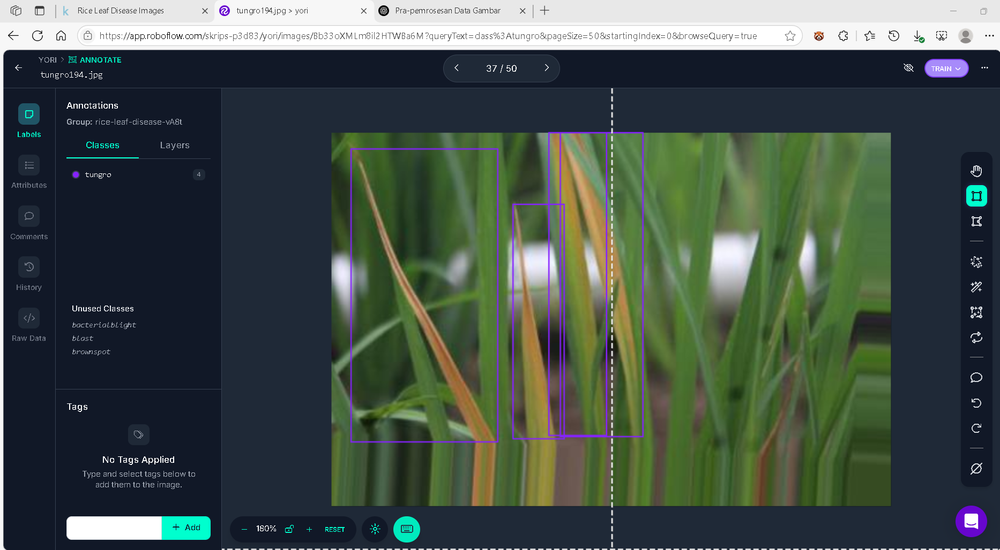 Rice Leaf Disease Images
tungro194.jpg > yori
Pra-pemrosesan Data Gambar
https://app.roboflow.com/skrips-p3d83/yori/images/Bb33oXMLm8il2HTWBa6M?queryText=class%3Atungro&pageSize=50&startingIndex=0&browseQuery=true
YORI > ANNOTATE
tungro194.jpg
37 / 50
TRAIN
Labels
Attributes
Comments
History
Raw Data
Annotations
Group: rice-leaf-disease-vA8t
Classes Layers
tungro 4
Unused Classes
bacterialblight
blast
brownspot
Tags
No Tags Applied
Type and select tags below to
add them to the image.
+ Add
− 180% + RESET